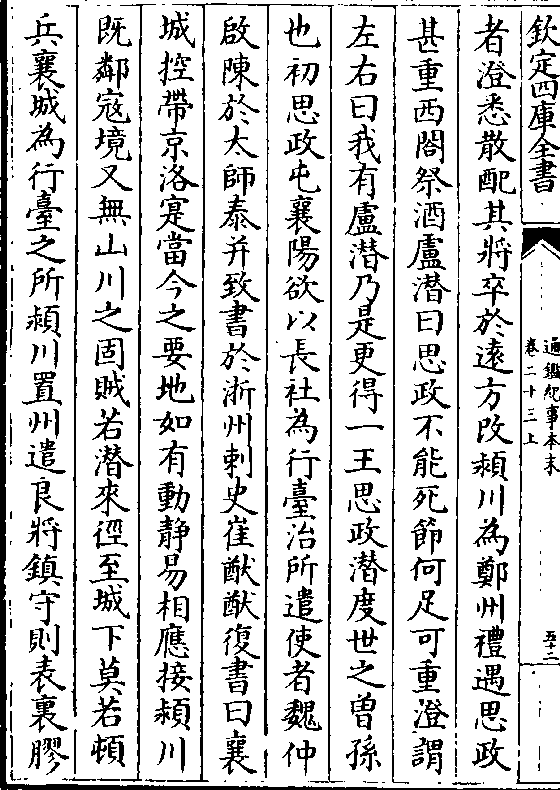 欽定四庫全書
通鑑紀事本末
卷二十三上
五十二
者澄悉散配其將卒於遠方改潁川為鄭州禮遇思政
甚重西閤祭酒盧潜曰思政不能死節何足可重澄謂
左右曰我有盧潜乃是更得一王思政潜度世之曾孫
也初思政屯襄陽欲以長社為行臺治所遣使者魏仲
啟陳於太師泰并致書於淅州刺史崔猷猷復書曰襄
城控帶京洛寔當今之要地如有動静易相應接潁川
既鄰寇境又無山川之固賊若潜來徑至城下莫若頓
兵襄城為行臺之所潁川置州遣良將鎮守則表裏膠